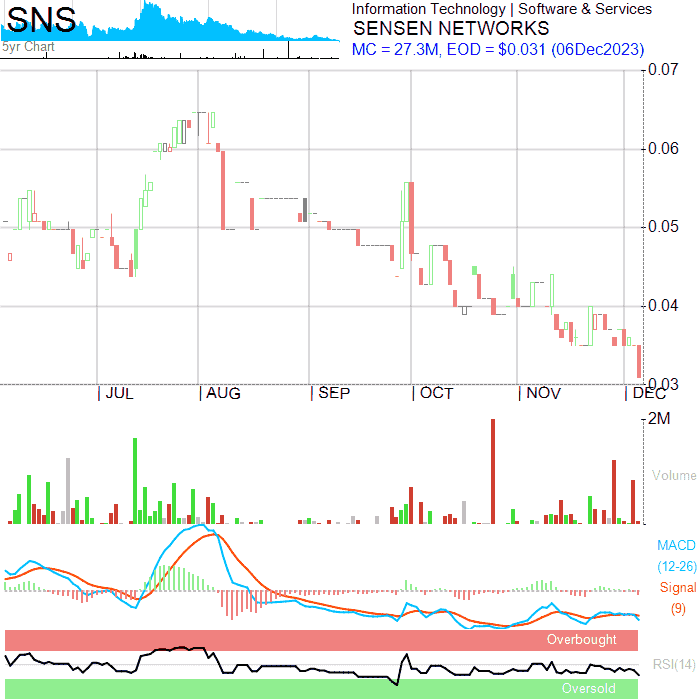 SNS
Information Technology | Software & Services
SENSEN NETWORKS
5yr Chart
MC = 27.3M, EOD = $0.031 (06Dec2023)
0.07
0.06
0.05
0.04
0.03
JUL
AUG
SEP
OCT
NOV
DEC
2M
Volume
MACD
(12-26)
Signal
(9)
Overbought
RSI(14)
Oversold